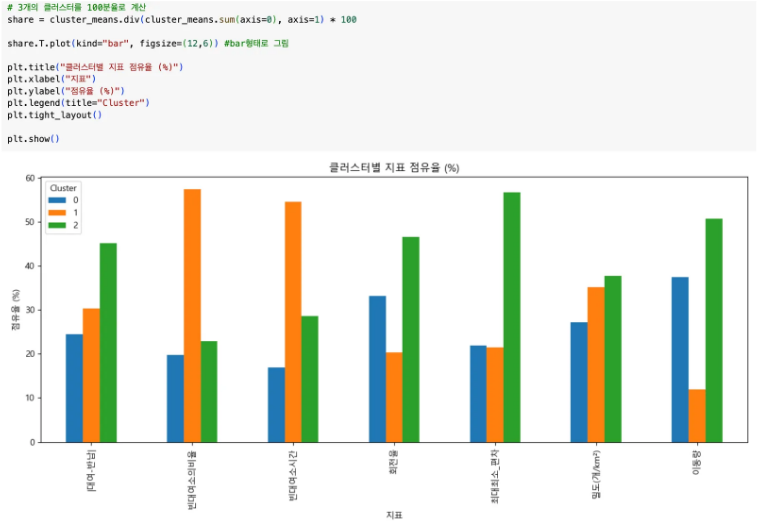 # 3개의 클러스터를 100분율로 계산
share = cluster_means.div(cluster_means.sum(axis=0), axis=1) * 100
share.T.plot(kind="bar", figsize=(12,6)) #bar형태로 그림
plt.title("클러스터별 지표 점유율 (%)")
plt.xlabel("지표")
plt.ylabel("점유율 (%)")
plt.legend(title="Cluster")
plt.tight_layout()
plt.show()
클러스터별 지표 점유율 (%)
Cluster
0
1
2
60
50
40
30
20
10
0
점유율 (%)
|대여-반납|
빈대여소의비율
빈대여소시간
회전율
최대최소_편차
밀도(개/km²)
이동량
지표